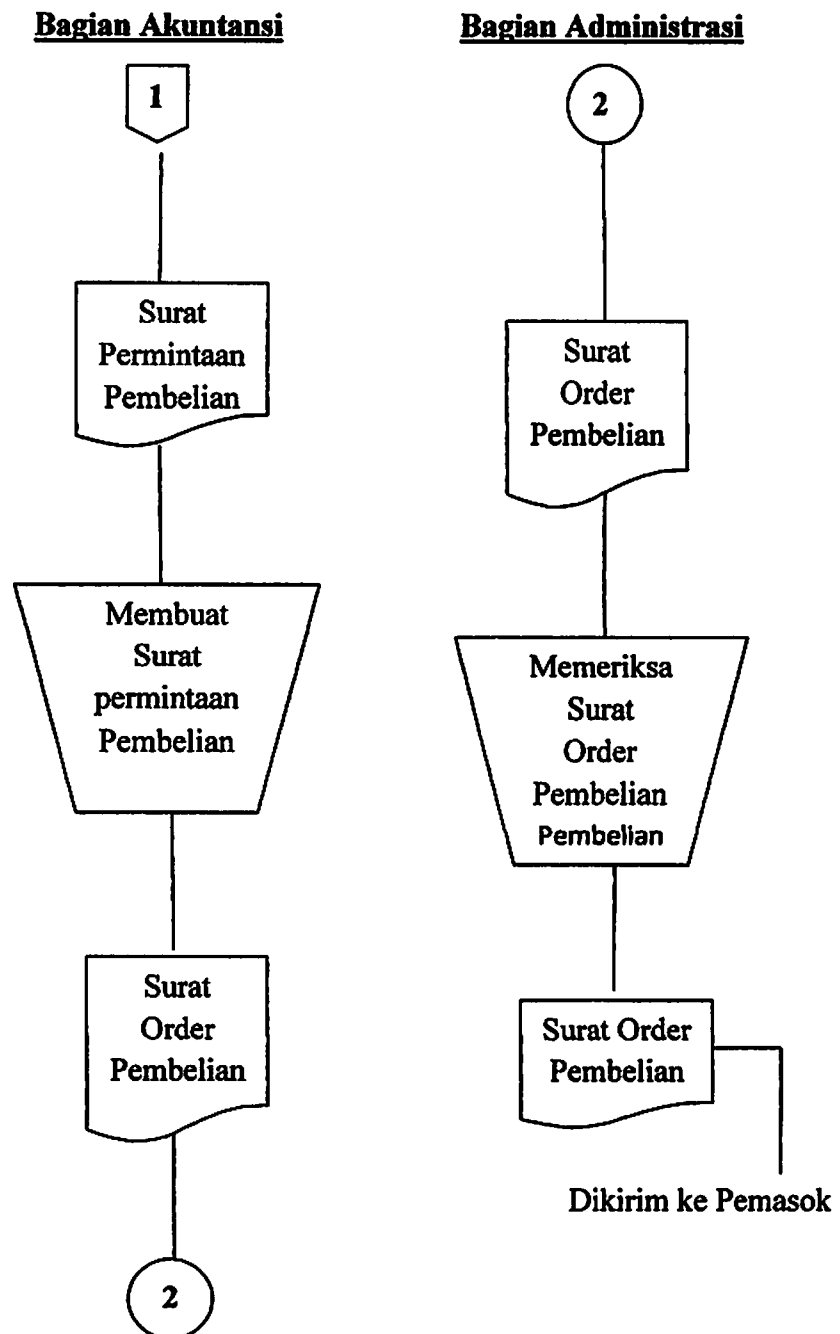 Bagian Akuntansi
1
Surat
Permintaan
Pembelian
Membuat
Surat
permintaan
Pembelian
Surat
Order
Pembelian
2
Bagian Administrasi
2
Surat
Order
Pembelian
Memeriksa
Surat
Order
Pembelian
Pembelian
Surat Order
Pembelian
Dikirim ke Pemasok